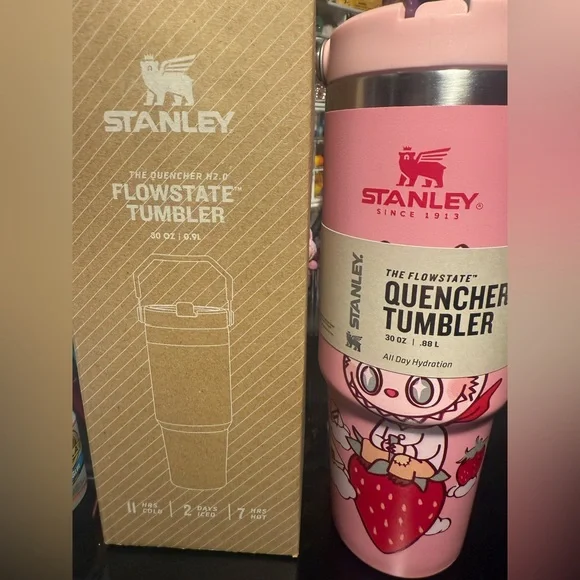 STANLEY
THE QUENCHER H2.O
FLOWSTATE™
TUMBLER
30 OZ | 0.9L
11 HRS COLD | 2 DAYS ICED | 7 HRS HOT
STANLEY®
SINCE 1913
STANLEY
THE FLOWSTATE™
QUENCHER
TUMBLER
30 OZ | .88 L
All Day Hydration